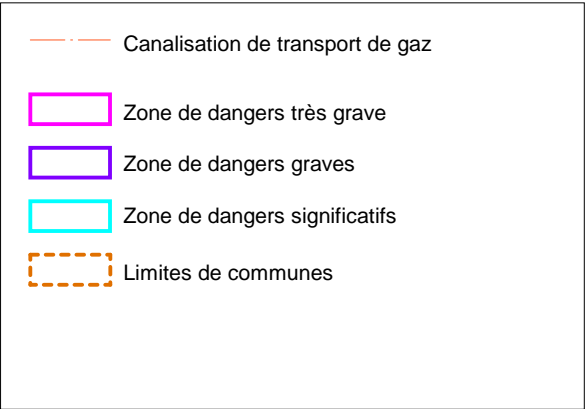 Canalisation de transport de gaz
Zone de dangers très grave
Zone de dangers graves
Zone de dangers significatifs
Limites de communes